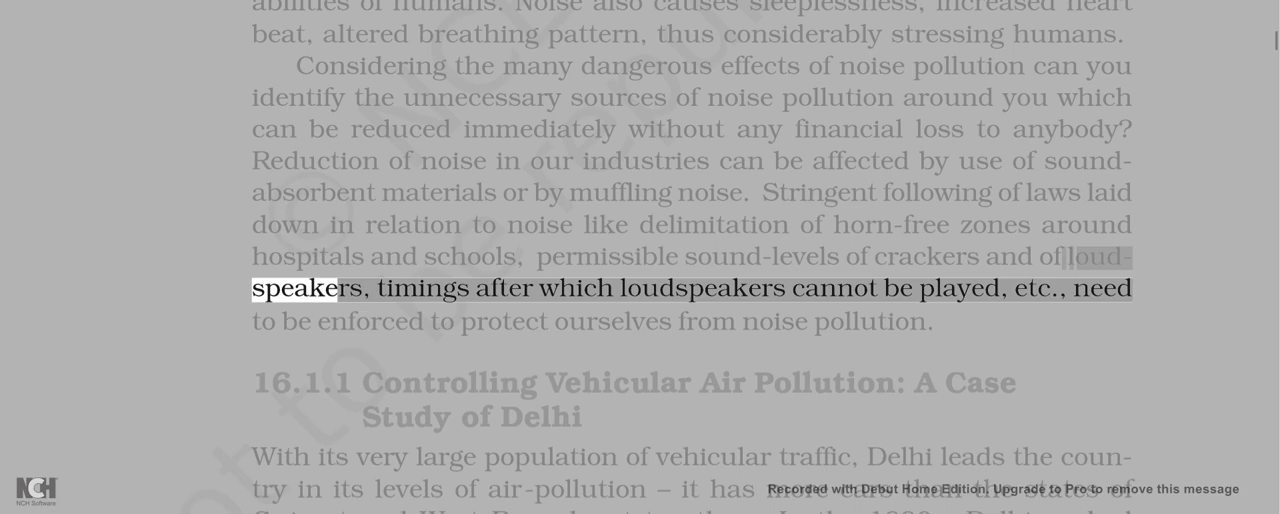 abilities of humans. Noise also causes sleeplessness, increased heart
beat, altered breathing pattern, thus considerably stressing humans.
Considering the many dangerous effects of noise pollution can you
identify the unnecessary sources of noise pollution around you which
can be reduced immediately without any financial loss to anybody?
Reduction of noise in our industries can be affected by use of sound-
absorbent materials or by muffling noise. Stringent following of laws laid
down in relation to noise like delimitation of horn-free zones around
hospitals and schools, permissible sound-levels of crackers and of loud-
speakers, timings after which loudspeakers cannot be played, etc., need
to be enforced to protect ourselves from noise pollution.
16.1.1 Controlling Vehicular Air Pollution: A Case
Study of Delhi
With its very large population of vehicular traffic, Delhi leads the coun-
try in its levels of air-pollution – it has more cars than the states of
NCH
NCH Software
Recorded with Debut Home Edition. Upgrade to Pro to remove this message